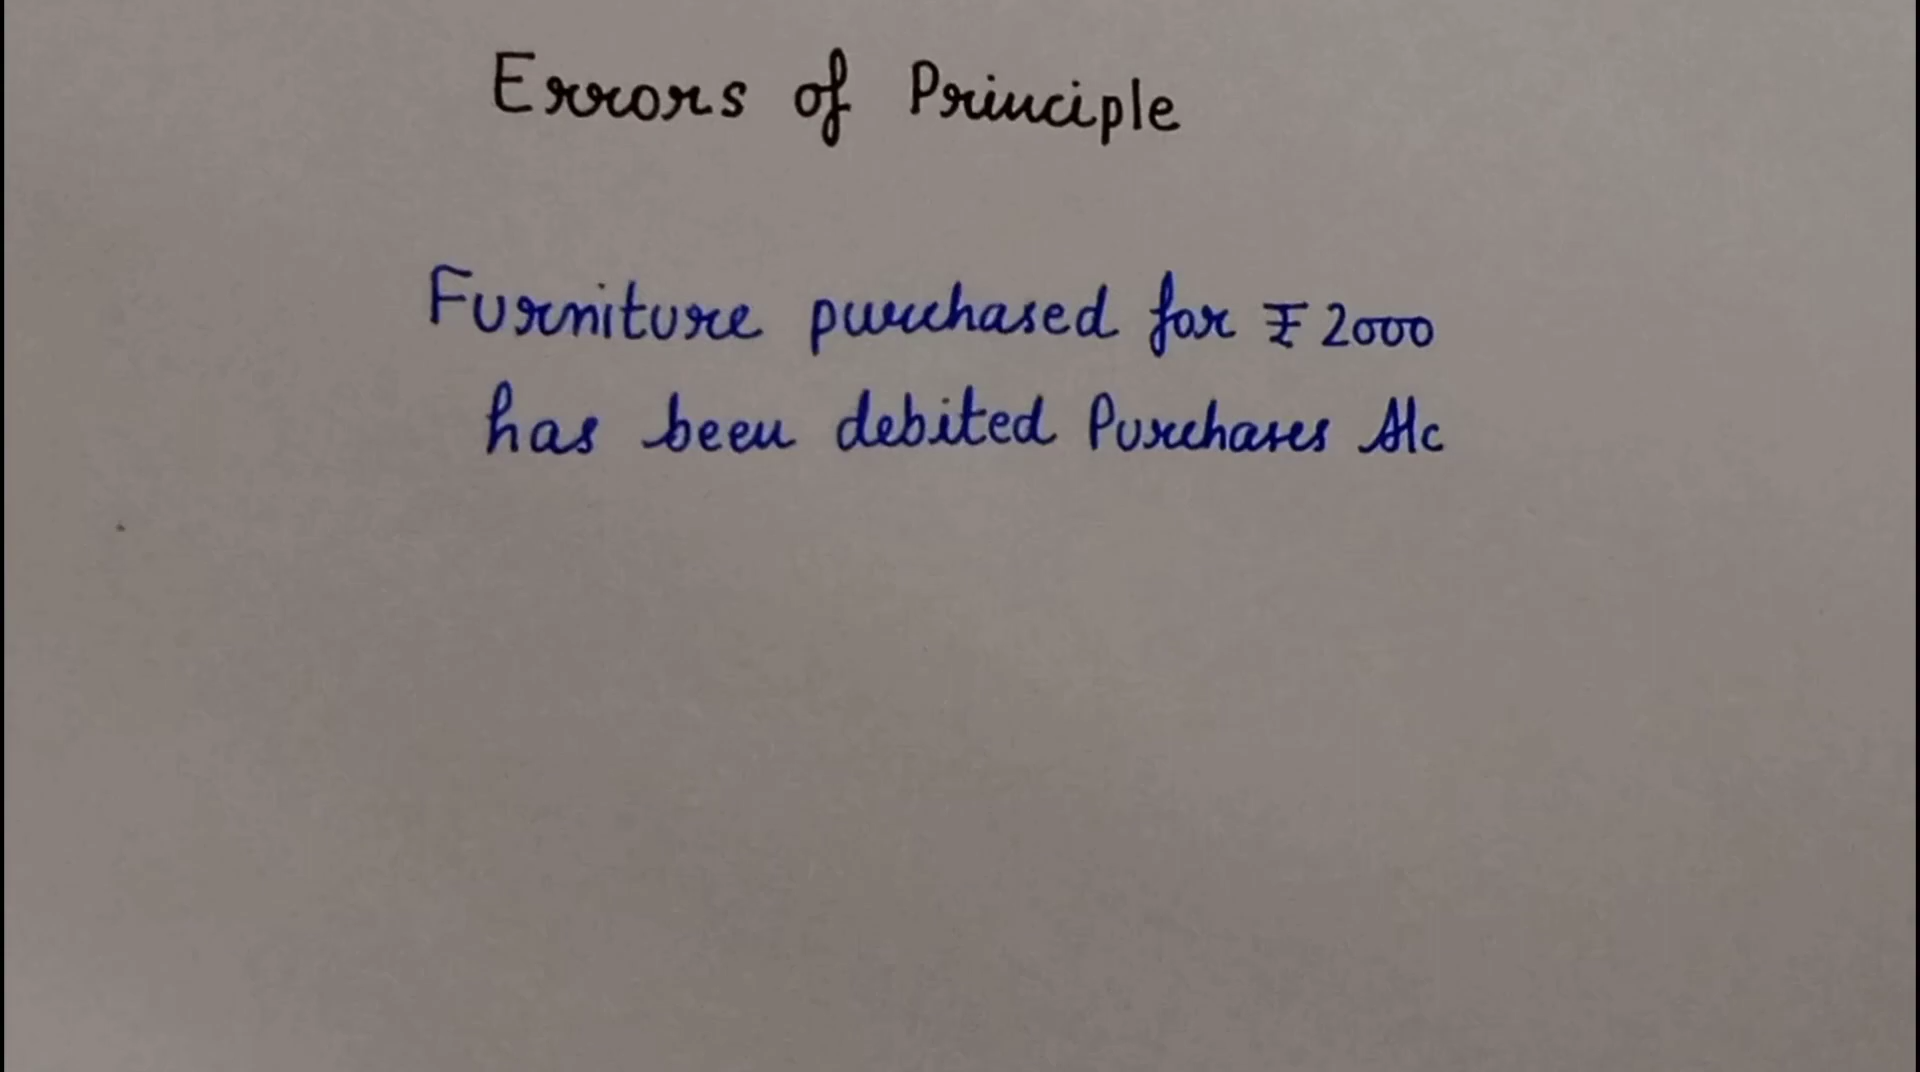 Errors of Principle
Furniture purchased for ₹ 2000
has been debited Purchases A/c